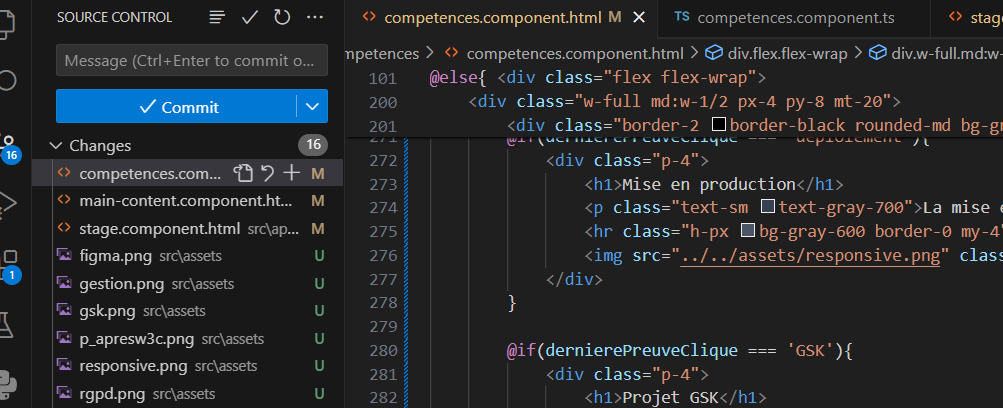 SOURCE CONTROL
Message (Ctrl+Enter to commit o...
Commit
Changes 16
competences.com... M
main-content.component.ht... M
stage.component.html src\ap... M
figma.png src\assets U
gestion.png src\assets U
gsk.png src\assets U
p_apresw3c.png src\assets U
responsive.png src\assets U
rgpd.png src\assets U
16
1
competences.component.html M
TS competences.component.ts
stag
mpetences > competences.component.html > div.flex.flex-wrap > div.w-full.md:w-
101 @else{ <div class="flex flex-wrap">
200 <div class="w-full md:w-1/2 px-4 py-8 mt-20">
201 <div class="border-2 border-black rounded-md bg-gr
271 @if(dernierePreuveClique === 'deploiement'){
272 <div class="p-4">
273 <h1>Mise en production</h1>
274 <p class="text-sm text-gray-700">La mise e
275 <hr class="h-px bg-gray-600 border-0 my-4"
276 <img src="../../assets/responsive.png" clas
277 </div>
278 }
279
280 @if(dernierePreuveClique === 'GSK'){
281 <div class="p-4">
282 <h1>Projet GSK</h1>